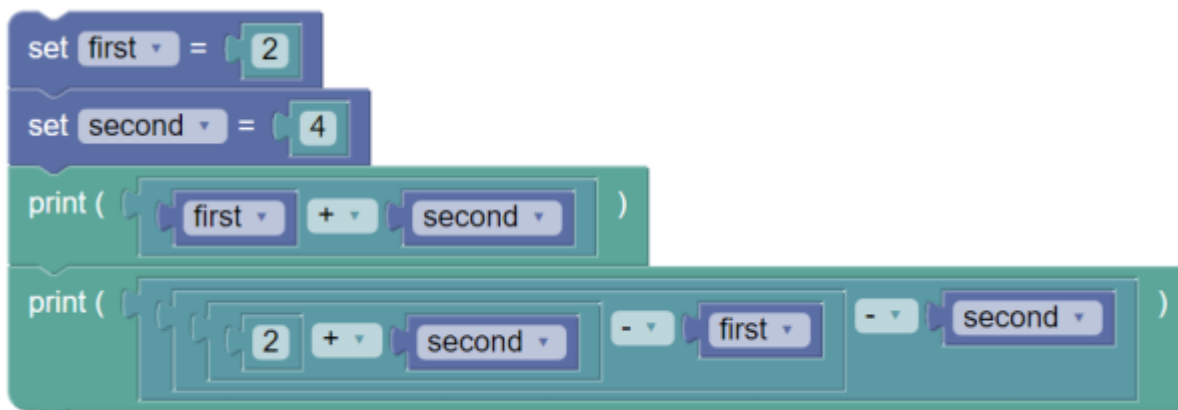 set first = 2
set second = 4
print ( first + second )
print ( 2 + second - first - second )